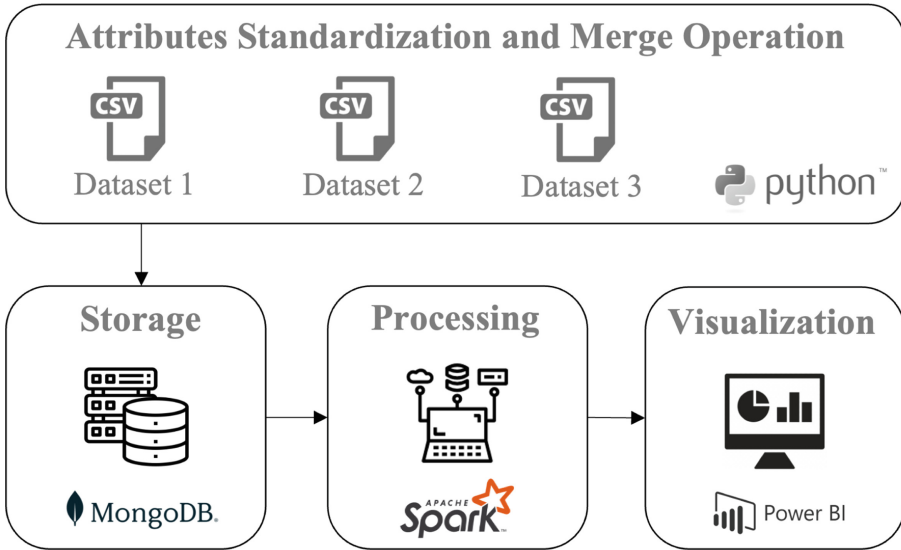 Attributes Standardization and Merge Operation
CSV
CSV
CSV
Dataset 1
Dataset 2
Dataset 3
python™
Storage
Processing
Visualization
MongoDB®
APACHE
Spark™
Power BI